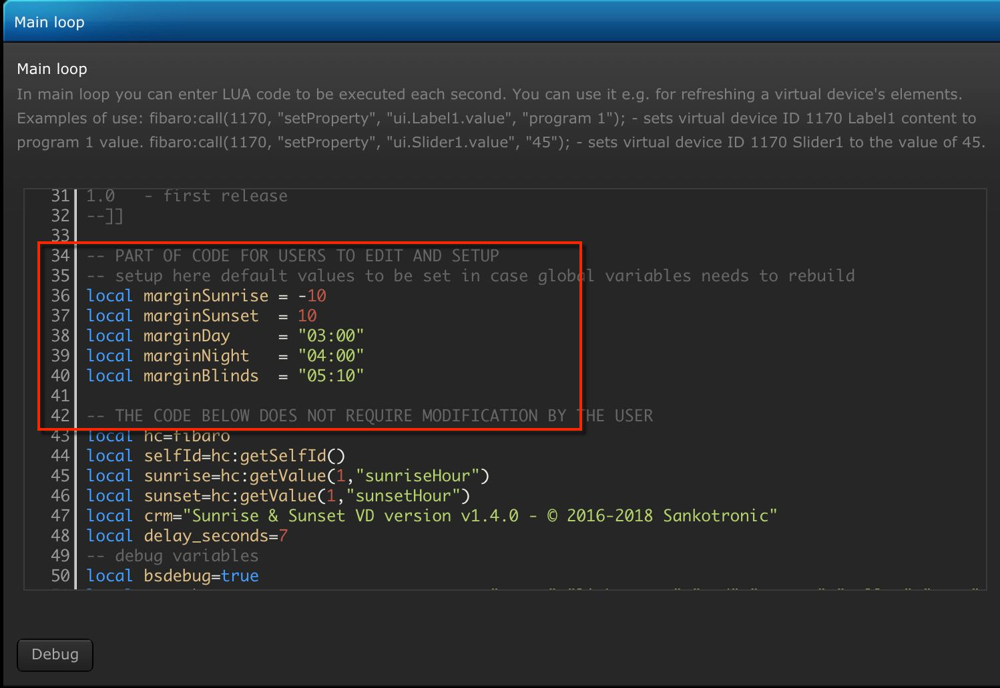 Main loop
Main loop
In main loop you can enter LUA code to be executed each second. You can use it e.g. for refreshing a virtual device's elements.
Examples of use: fibaro:call(1170, "setProperty", "ui.Label1.value", "program 1"); - sets virtual device ID 1170 Label1 content to
program 1 value. fibaro:call(1170, "setProperty", "ui.Slider1.value", "45"); - sets virtual device ID 1170 Slider1 to the value of 45.
31 1.0   - first release
32 --]]
33
34 -- PART OF CODE FOR USERS TO EDIT AND SETUP
35 -- setup here default values to be set in case global variables needs to rebuild
36 local marginSunrise = -10
37 local marginSunset  = 10
38 local marginDay     = "03:00"
39 local marginNight   = "04:00"
40 local marginBlinds  = "05:10"
41
42 -- THE CODE BELOW DOES NOT REQUIRE MODIFICATION BY THE USER
43 local hc=fibaro
44 local selfId=hc:getSelfId()
45 local sunrise=hc:getValue(1,"sunriseHour")
46 local sunset=hc:getValue(1,"sunsetHour")
47 local crm="Sunrise & Sunset VD version v1.4.0 - © 2016-2018 Sankotronic"
48 local delay_seconds=7
49 -- debug variables
50 local bsdebug=true
Debug